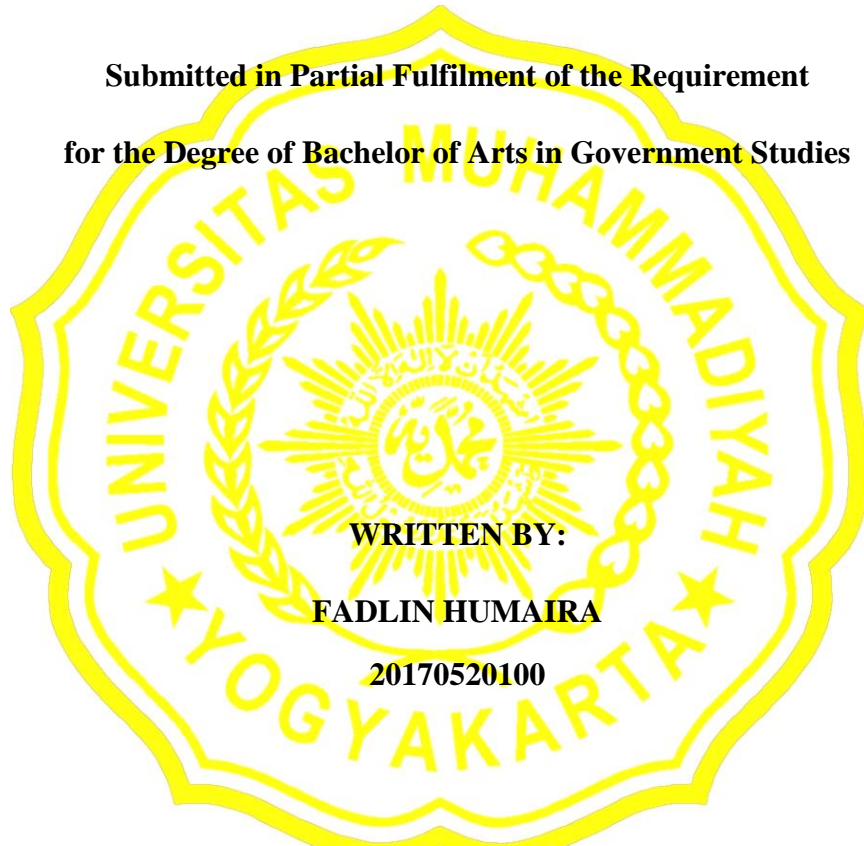 Submitted in Partial Fulfilment of the Requirement
for the Degree of Bachelor of Arts in Government Studies
UNIVERSITAS MUHAMMADIYAH
WRITTEN BY:
FADLIN HUMAIRA
20170520100
★ YOGYAKARTA ★